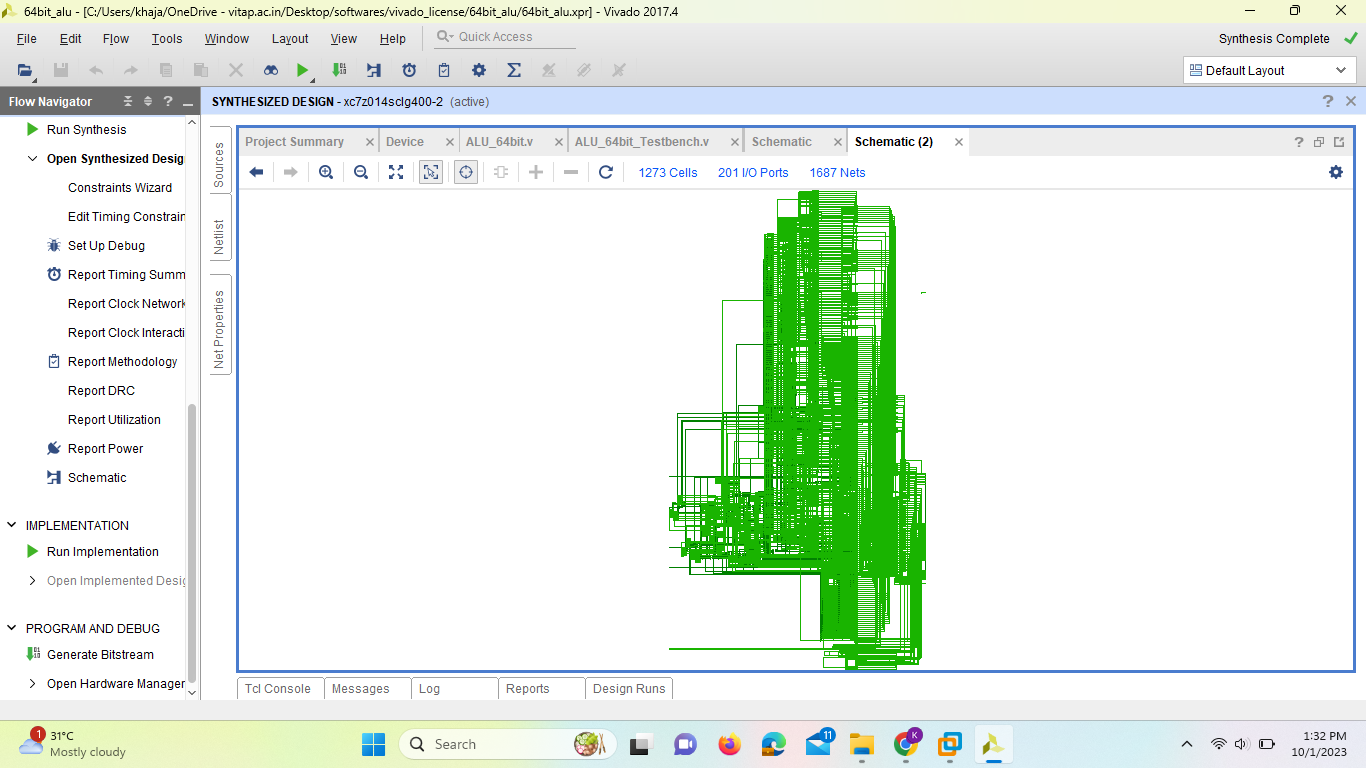 64bit_alu - [C:/Users/khaja/OneDrive - vitap.ac.in/Desktop/softwares/vivado_license/64bit_alu/64bit_alu.xpr] - Vivado 2017.4
File Edit Flow Tools Window Layout View Help Quick Access Synthesis Complete
Default Layout
Flow Navigator
SYNTHESIZED DESIGN - xc7z014sclg400-2 (active)
Run Synthesis
Open Synthesized Desig
Constraints Wizard
Edit Timing Constrain
Set Up Debug
Report Timing Summ
Report Clock Network
Report Clock Interacti
Report Methodology
Report DRC
Report Utilization
Report Power
Schematic
IMPLEMENTATION
Run Implementation
Open Implemented Desig
PROGRAM AND DEBUG
Generate Bitstream
Open Hardware Manager
Sources
Netlist
Net Properties
Project Summary Device ALU_64bit.v ALU_64bit_Testbench.v Schematic Schematic (2)
1273 Cells 201 I/O Ports 1687 Nets
Tcl Console Messages Log Reports Design Runs
1
31°C
Mostly cloudy
Search
11
K
1:32 PM
10/1/2023